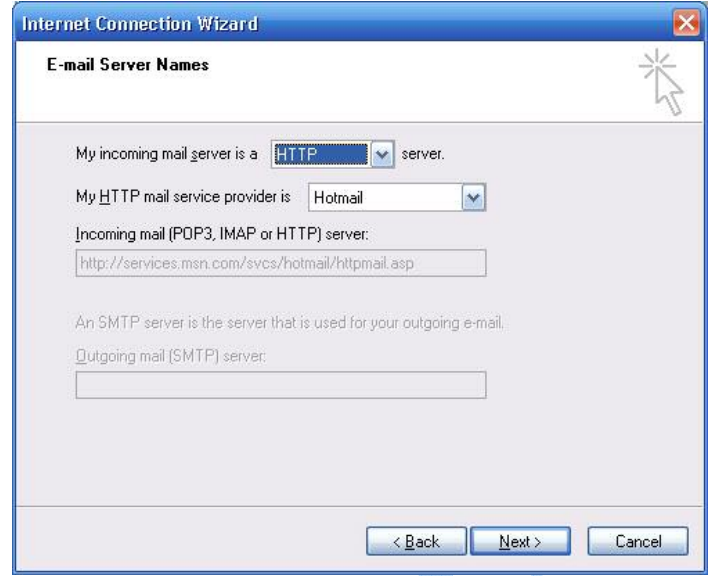 Internet Connection Wizard
E-mail Server Names
My incoming mail server is a HTTP server.
My HTTP mail service provider is Hotmail
Incoming mail (POP3, IMAP or HTTP) server:
http://services.msn.com/svcs/hotmail/httpmail.asp
An SMTP server is the server that is used for your outgoing e-mail.
Outgoing mail (SMTP) server:
< Back Next > Cancel